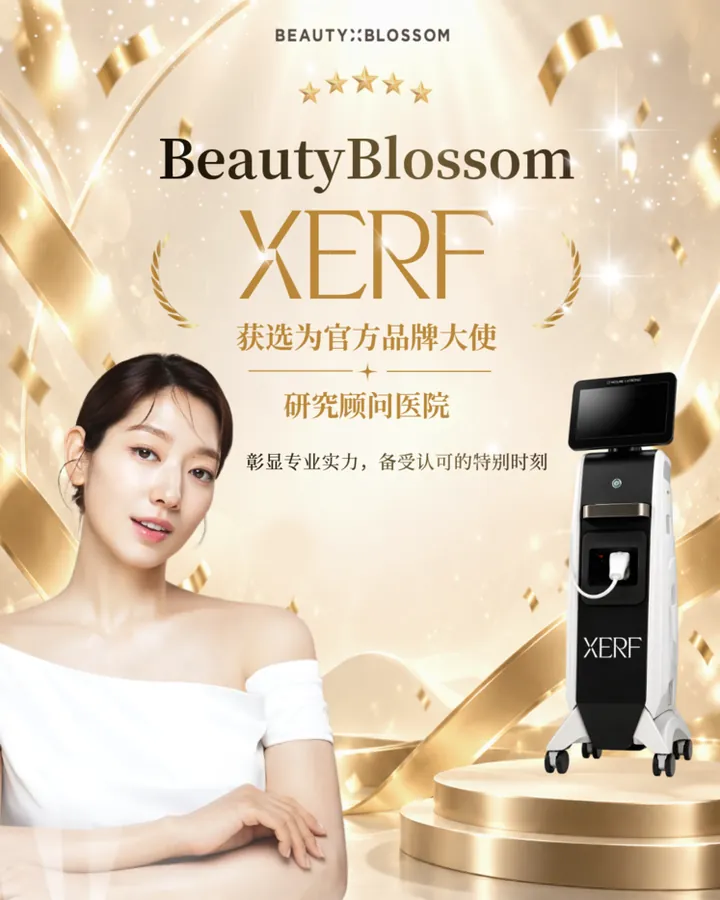 BEAUTY BLOSSOM
BeautyBlossom
XERF
获选为官方品牌大使
研究顾问医院
彰显专业实力，备受认可的特别时刻
XERF